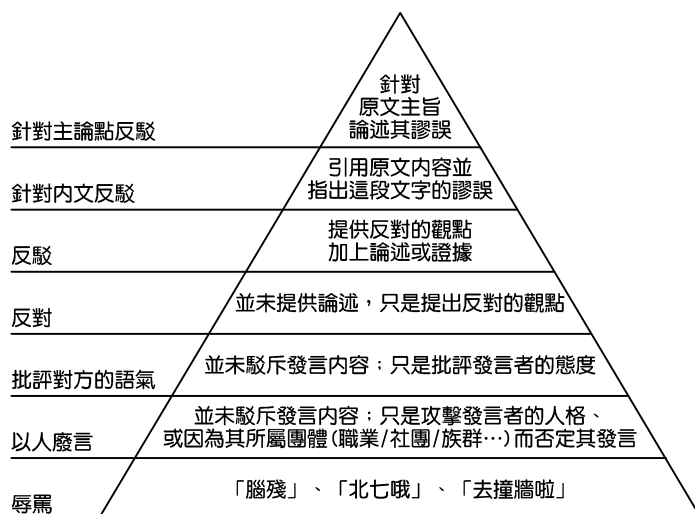 針對
原文主旨
論述其謬誤
針對主論點反駁
引用原文內容並
指出這段文字的謬誤
針對內文反駁
提供反對的觀點
加上論述或證據
反駁
並未提供論述，只是提出反對的觀點
反對
並未駁斥發言內容；只是批評發言者的態度
批評對方的語氣
並未駁斥發言內容；只是攻擊發言者的人格、
或因為其所屬團體(職業/社團/族群…)而否定其發言
以人廢言
「腦殘」、「北七哦」、「去撞牆啦」
辱罵